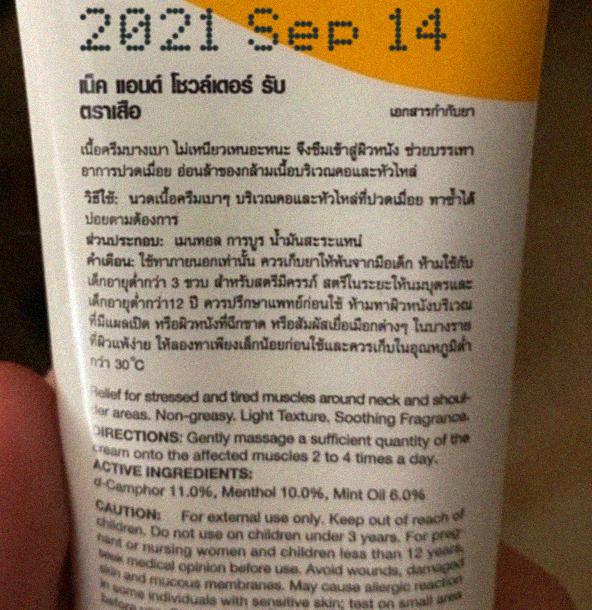 2021 Sep 14
เน็ค แอนด์ โชวล์เดอร์ รับ
ตราเสือ
เอกสารกำกับยา
เนื้อครีมบางเบา ไม่เหนียวเหนอะหนะ จึงซึมเข้าสู่ผิวหนัง ช่วยบรรเทา
อาการปวดเมื่อย อ่อนล้าของกล้ามเนื้อบริเวณคอและหัวไหล่
วิธีใช้: นวดเนื้อครีมเบาๆ บริเวณคอและหัวไหล่ที่ปวดเมื่อย ทาซ้ำได้
บ่อยตามต้องการ
ส่วนประกอบ: เมนทอล การบูร น้ำมันสะระแหน่
คำเตือน: ใช้ทาภายนอกเท่านั้น ควรเก็บยาให้พ้นจากมือเด็ก ห้ามใช้กับ
เด็กอายุต่ำกว่า 3 ขวบ สำหรับสตรีมีครรภ์ สตรีในระยะให้นมบุตรและ
เด็กอายุต่ำกว่า12 ปี ควรปรึกษาแพทย์ก่อนใช้ ห้ามทาผิวหนังบริเวณ
ที่มีแผลเปิด หรือผิวหนังที่ฉีกขาด หรือสัมผัสเยื่อเมือกต่างๆ ในบางราย
ที่ผิวแพ้ง่าย ให้ลองทาเพียงเล็กน้อยก่อนใช้และควรเก็บในอุณหภูมิต่ำ
กว่า 30°C
Relief for stressed and tired muscles around neck and shoul-
der areas. Non-greasy, Light Texture, Soothing Fragrance.
DIRECTIONS: Gently massage a sufficient quantity of the
cream onto the affected muscles 2 to 4 times a day.
ACTIVE INGREDIENTS:
d-Camphor 11.0%, Menthol 10.0%, Mint Oil 6.0%
CAUTION: For external use only. Keep out of reach of
children. Do not use on children under 3 years. For preg-
nant or nursing women and children less than 12 years,
seek medical opinion before use. Avoid wounds, damaged
skin and mucous membranes. May cause allergic reaction
in some individuals with sensitive skin; test on small area
before